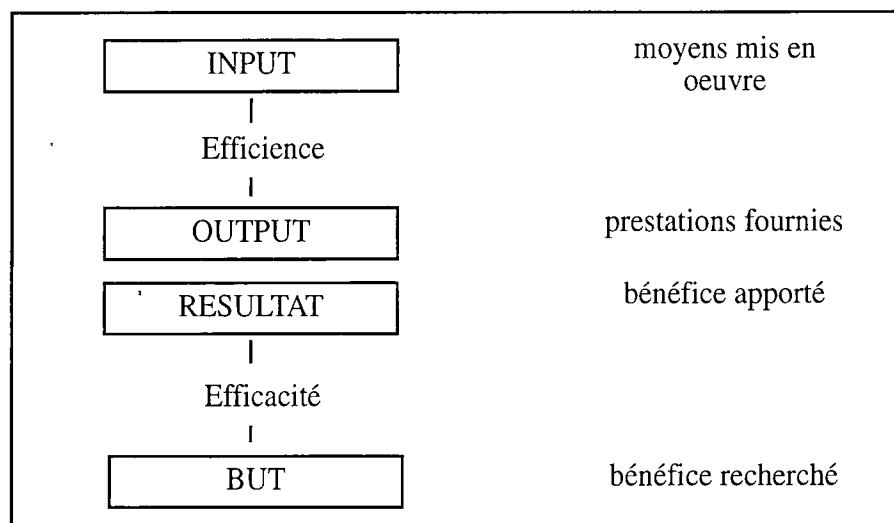 INPUT
moyens mis en
oeuvre
Efficience
OUTPUT
prestations fournies
RESULTAT
bénéfice apporté
Efficacité
BUT
bénéfice recherché